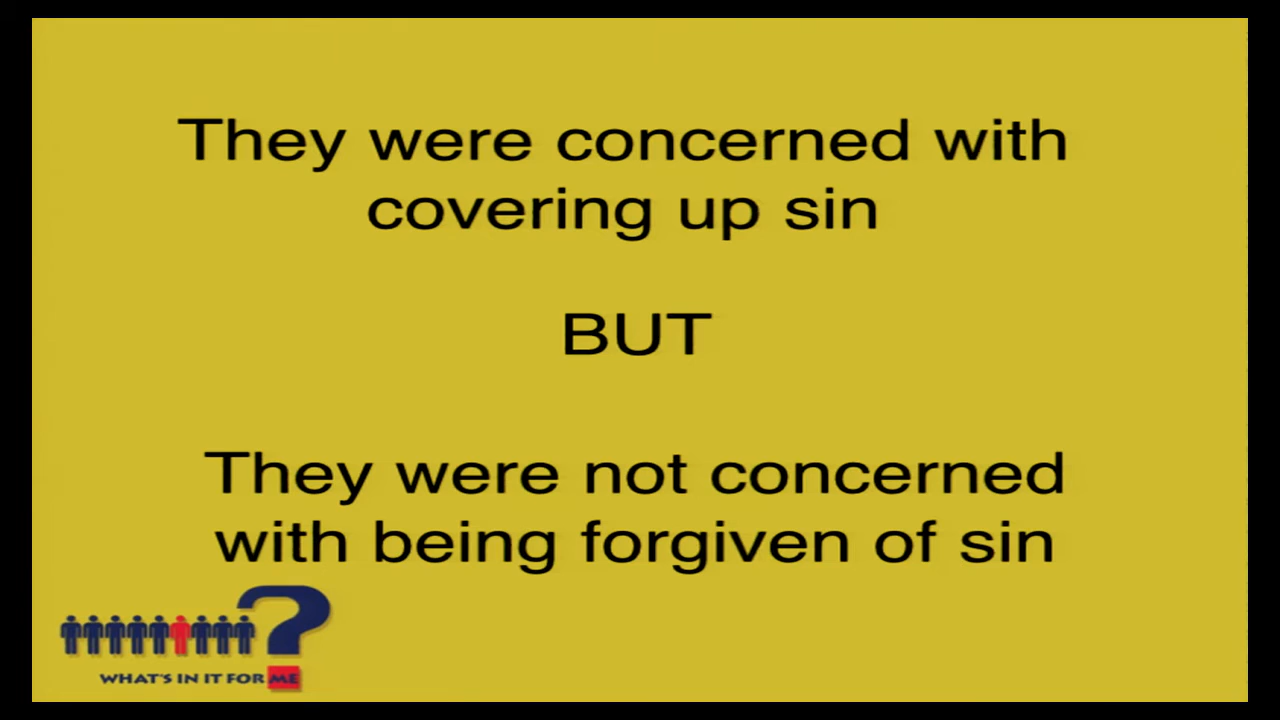 They were concerned with
covering up sin
BUT
They were not concerned
with being forgiven of sin
?
WHAT'S IN IT FOR ME